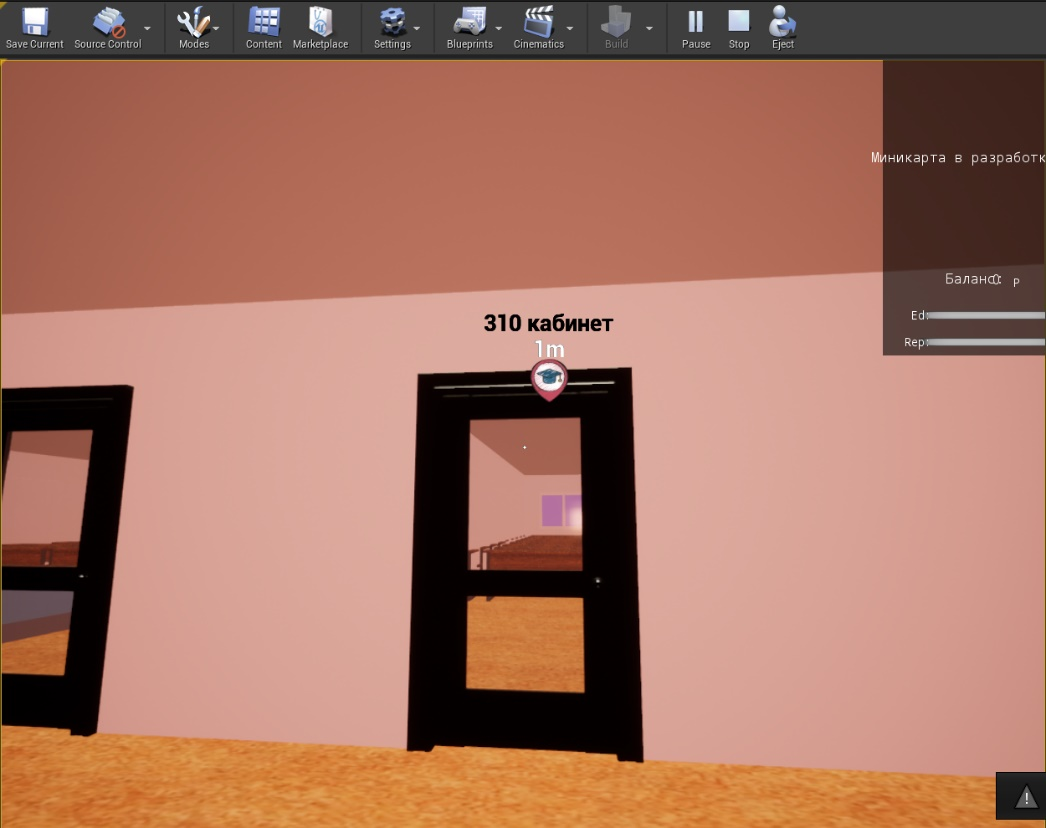 Save Current Source Control Modes Content Marketplace Settings Blueprints Cinematics Build Pause Stop Eject
Миникарта в разработк
Баланс: р
310 кабинет
Ed:
1m
Rep: